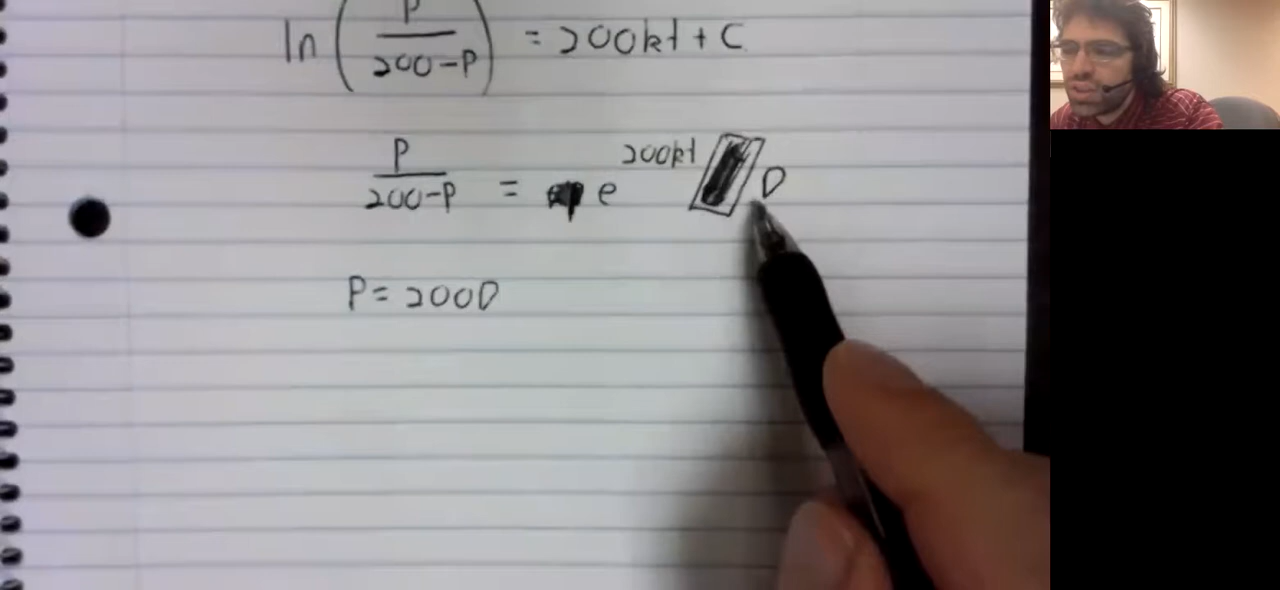 ln(P/(200-P)) = 200kt + C
P/(200-P) = e^200kt D
P = 200D